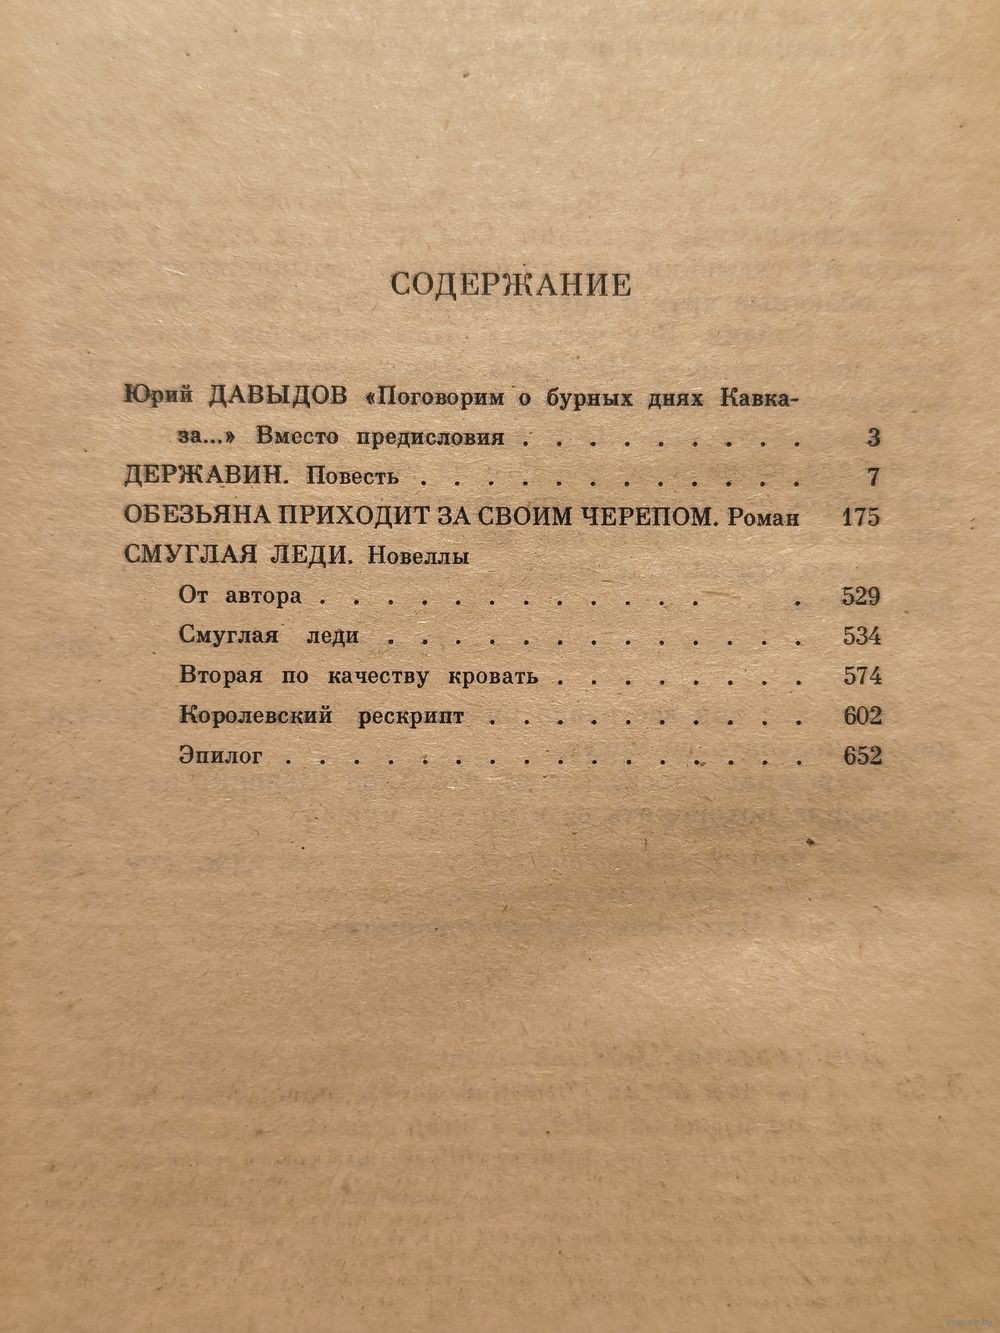 СОДЕРЖАНИЕ
Юрий ДАВЫДОВ «Поговорим о бурных днях Кавка-
за...» Вместо предисловия . . . . . . . . . 3
ДЕРЖАВИН. Повесть . . . . . . . . . . . . 7
ОБЕЗЬЯНА ПРИХОДИТ ЗА СВОИМ ЧЕРЕПОМ. Роман 175
СМУГЛАЯ ЛЕДИ. Новеллы
От автора . . . . . . . . . . . . . 529
Смуглая леди . . . . . . . . . . . . . 534
Вторая по качеству кровать . . . . . . . . 574
Королевский рескрипт . . . . . . . . . . 602
Эпилог . . . . . . . . . . . . . . . . 652